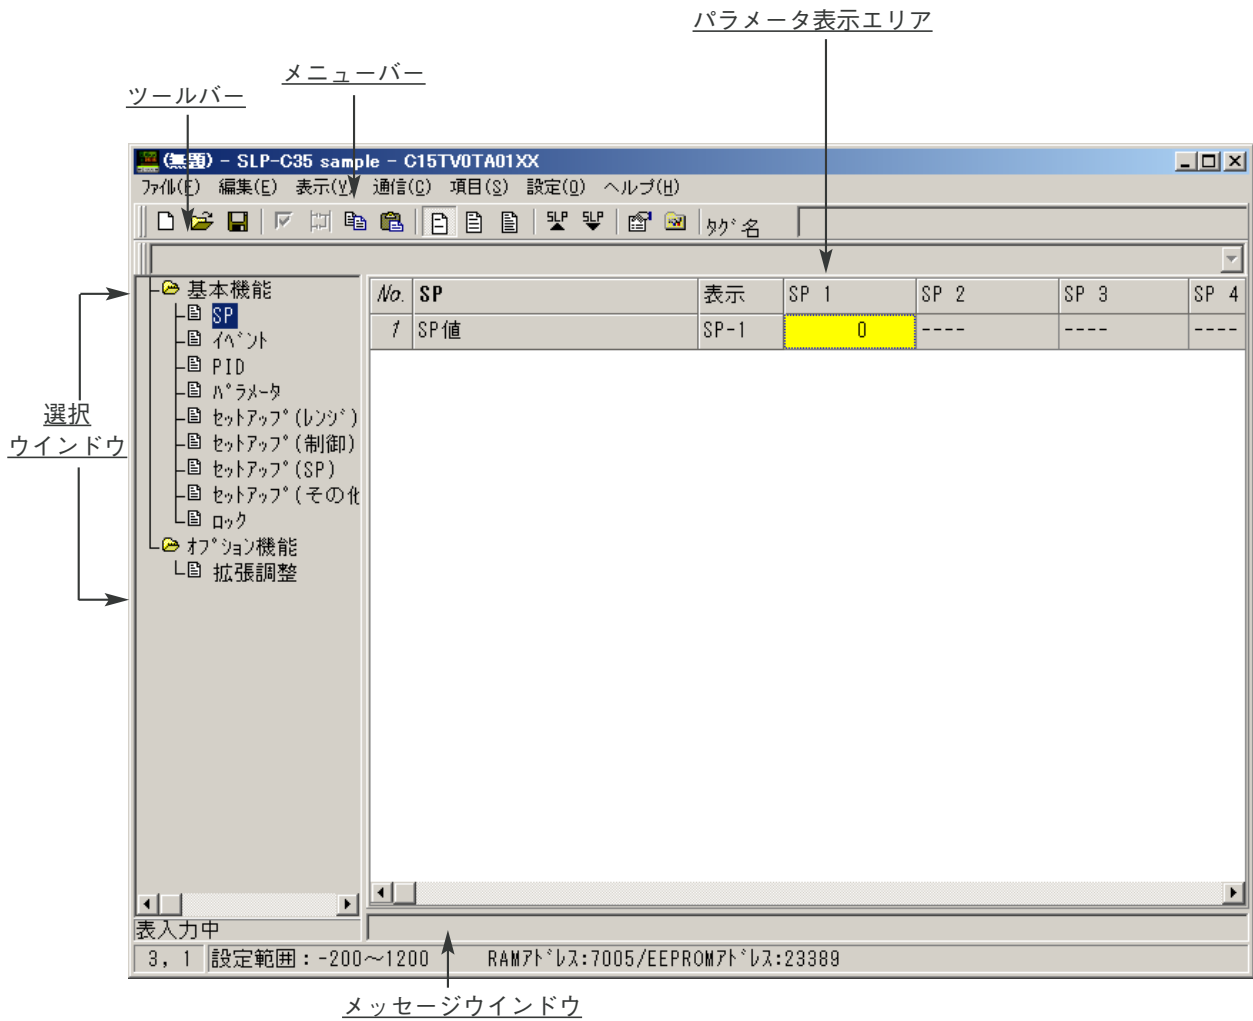 パラメータ表示エリア
メニューバー
ツールバー
(無題) - SLP-C35 sample - C15TV0TA01XX
ﾌｧｲﾙ(F) 編集(E) 表示(V) 通信(C) 項目(S) 設定(O) ヘルプ(H)
SLP SLP ﾀｸﾞ名
基本機能
SP
ｲﾍﾞﾝﾄ
PID
ﾊﾟﾗﾒｰﾀ
ｾｯﾄｱｯﾌﾟ(ﾚﾝｼﾞ)
ｾｯﾄｱｯﾌﾟ(制御)
ｾｯﾄｱｯﾌﾟ(SP)
ｾｯﾄｱｯﾌﾟ(その他
ﾛｯｸ
ｵﾌﾟｼｮﾝ機能
拡張調整
No. SP 表示 SP 1 SP 2 SP 3 SP 4
1 SP値 SP-1 0 ---- ---- ----
選択
ウインドウ
表入力中
3, 1 設定範囲：-200～1200 RAMｱﾄﾞﾚｽ:7005/EEPROMｱﾄﾞﾚｽ:23389
メッセージウインドウ